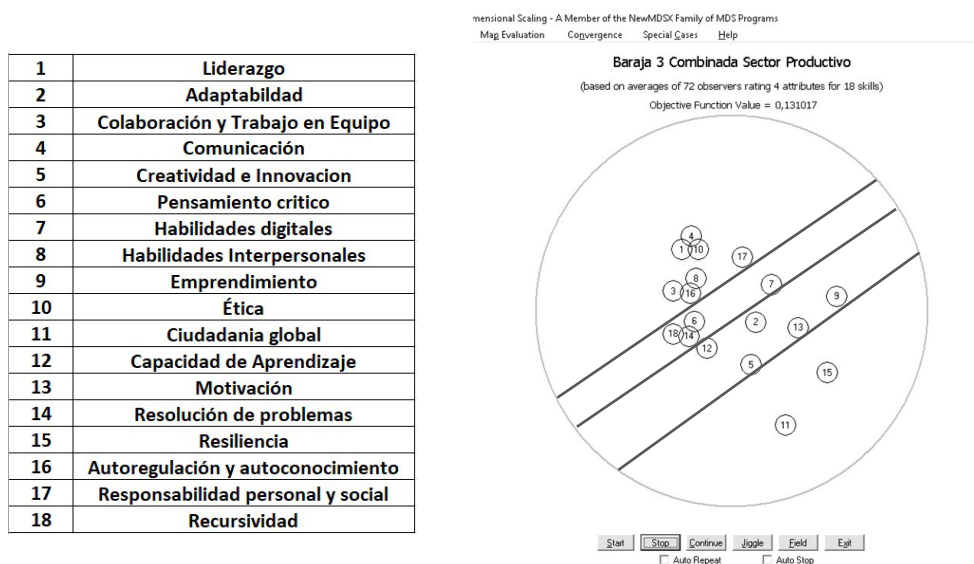 1 Liderazgo
2 Adaptabildad
3 Colaboración y Trabajo en Equipo
4 Comunicación
5 Creatividad e Innovacion
6 Pensamiento critico
7 Habilidades digitales
8 Habilidades Interpersonales
9 Emprendimiento
10 Ética
11 Ciudadania global
12 Capacidad de Aprendizaje
13 Motivación
14 Resolución de problemas
15 Resiliencia
16 Autoregulación y autoconocimiento
17 Responsabilidad personal y social
18 Recursividad
mensional Scaling - A Member of the NewMDSX Family of MDS Programs
Map Evaluation Convergence Special Cases Help
Baraja 3 Combinada Sector Productivo
(based on averages of 72 observers rating 4 attributes for 18 skills)
Objective Function Value = 0,131017
4
1 10
17
8
7
3 16
9
6
2
13
18 14
12
5
15
11
Start Stop Continue Jiggle Field Exit
Auto Repeat Auto Stop